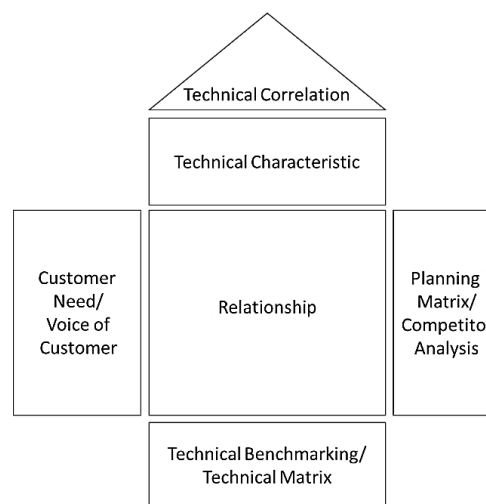 Technical Correlation
Technical Characteristic
Customer
Need/
Voice of
Customer
Relationship
Planning
Matrix/
Competito
Analysis
Technical Benchmarking/
Technical Matrix